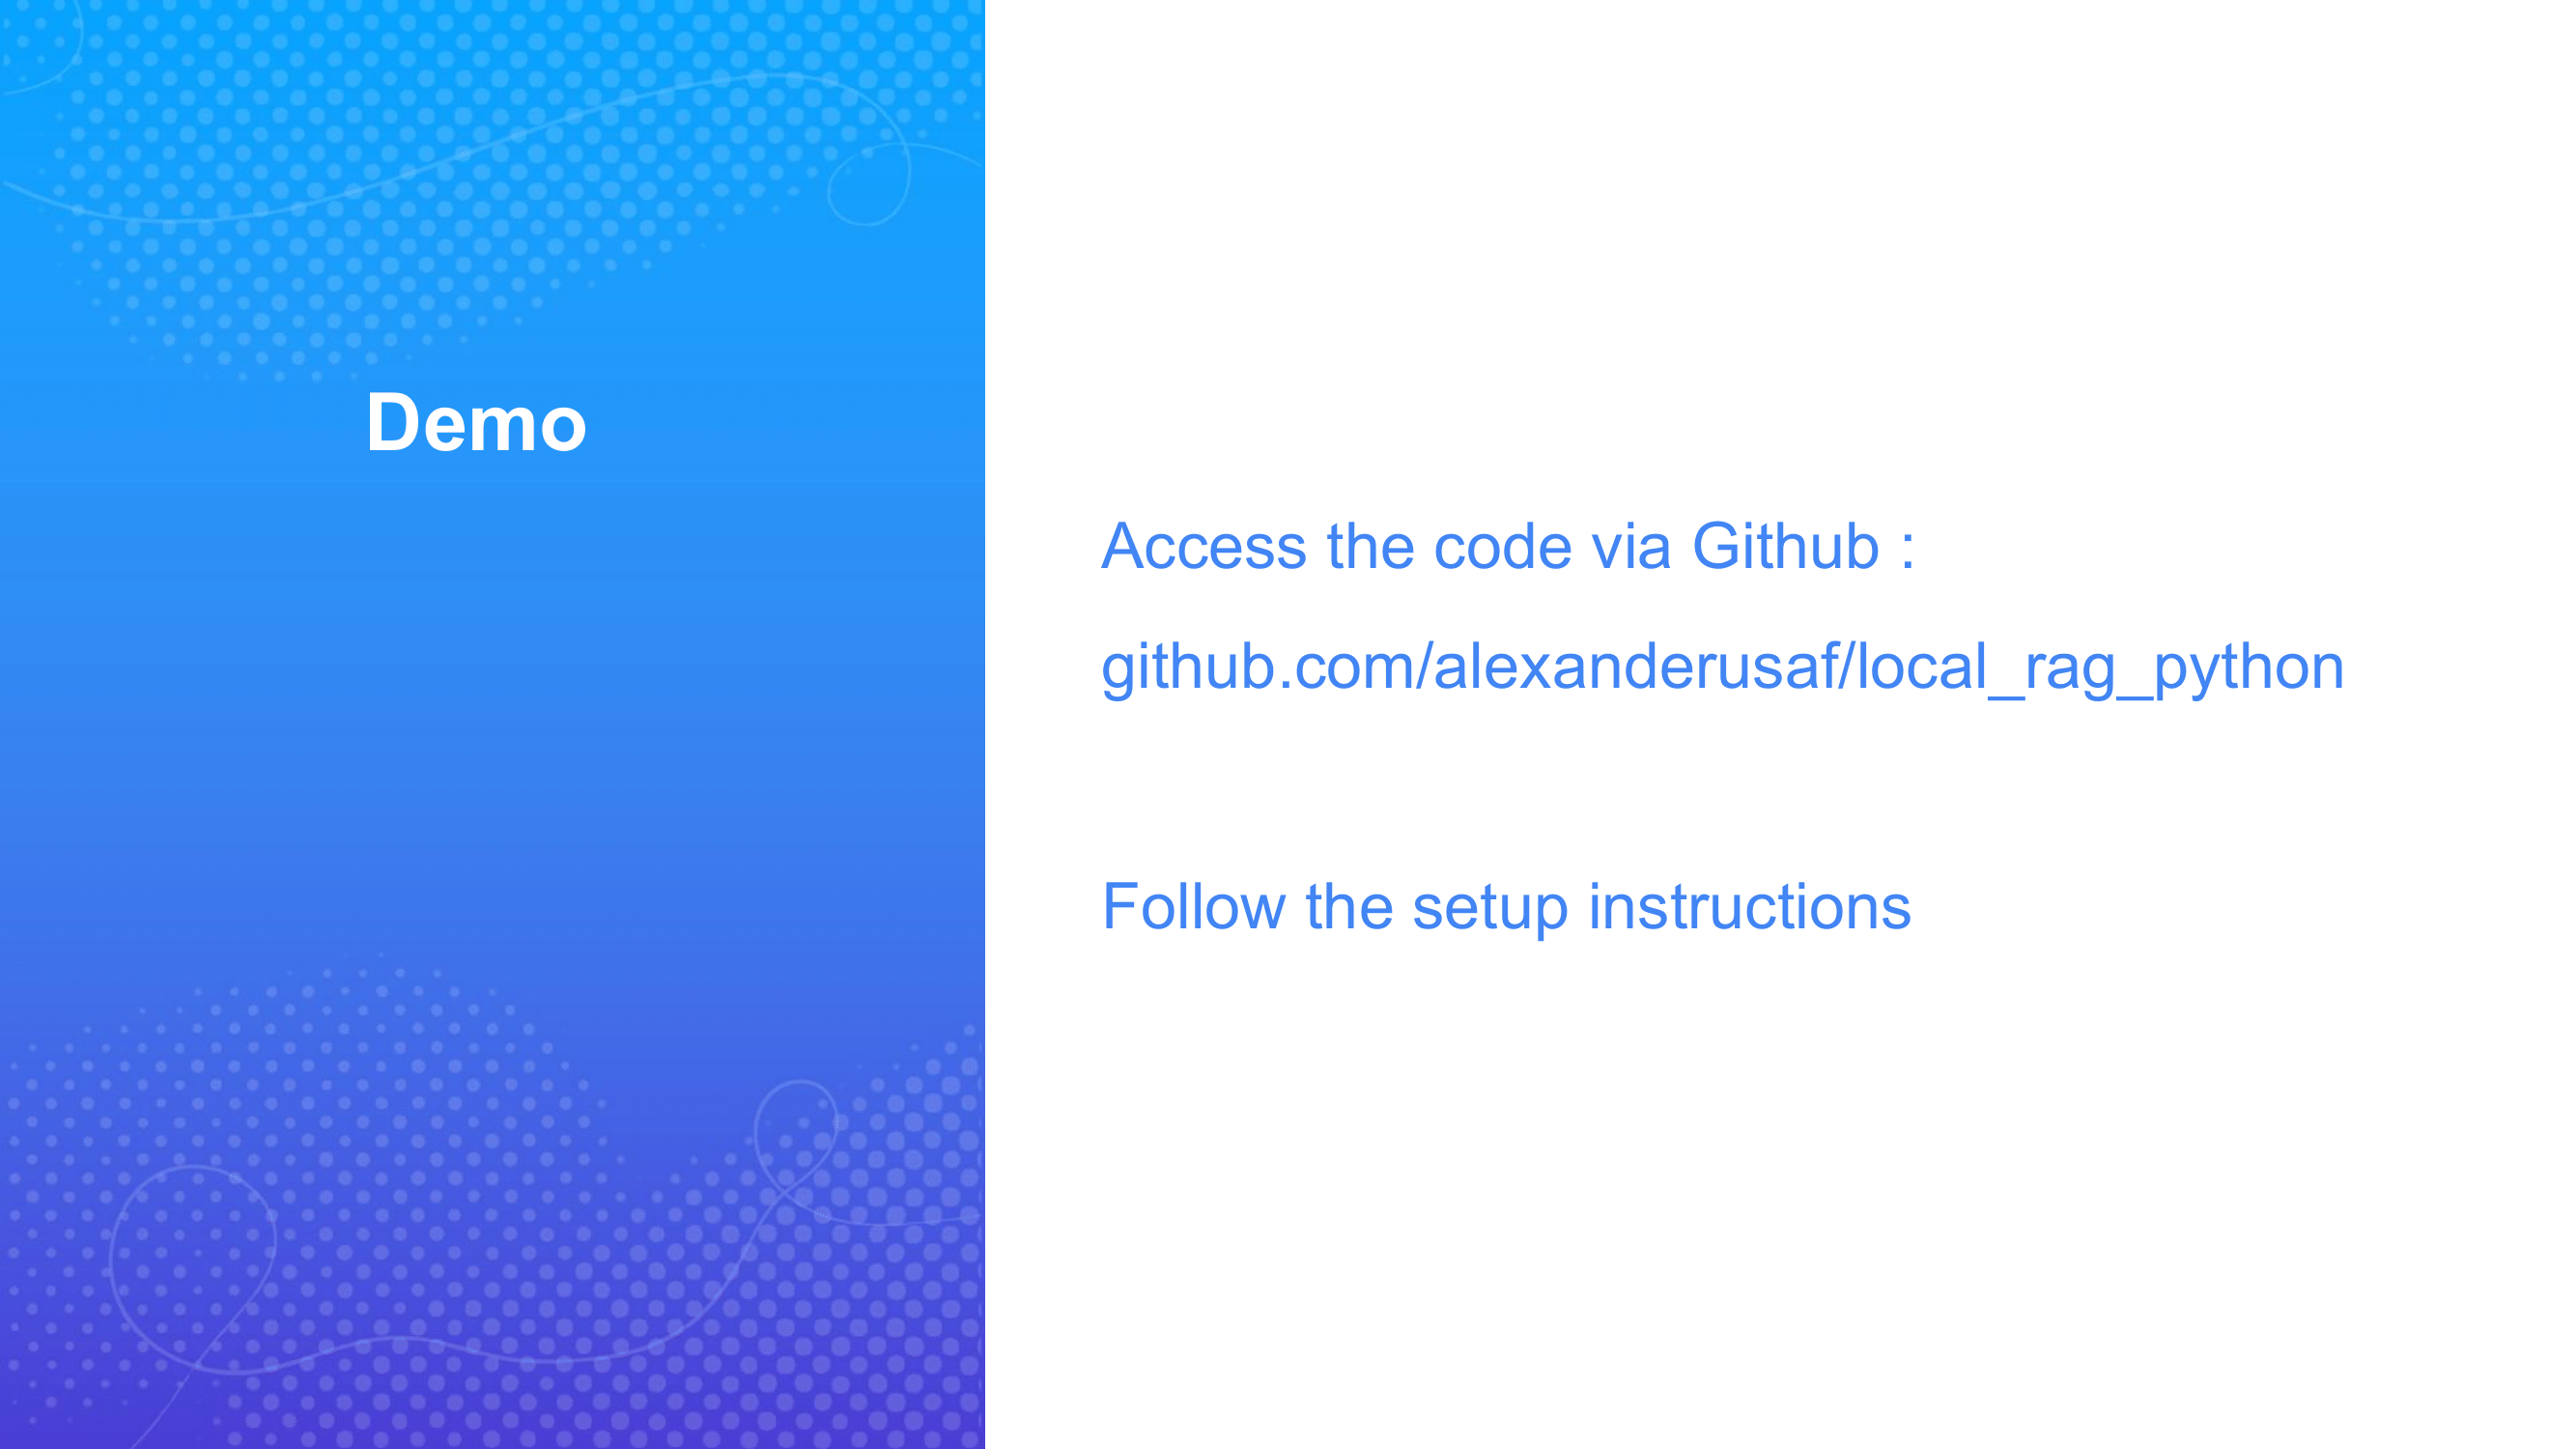 Demo
Access the code via Github :
github.com/alexanderusaf/local_rag_python
Follow the setup instructions